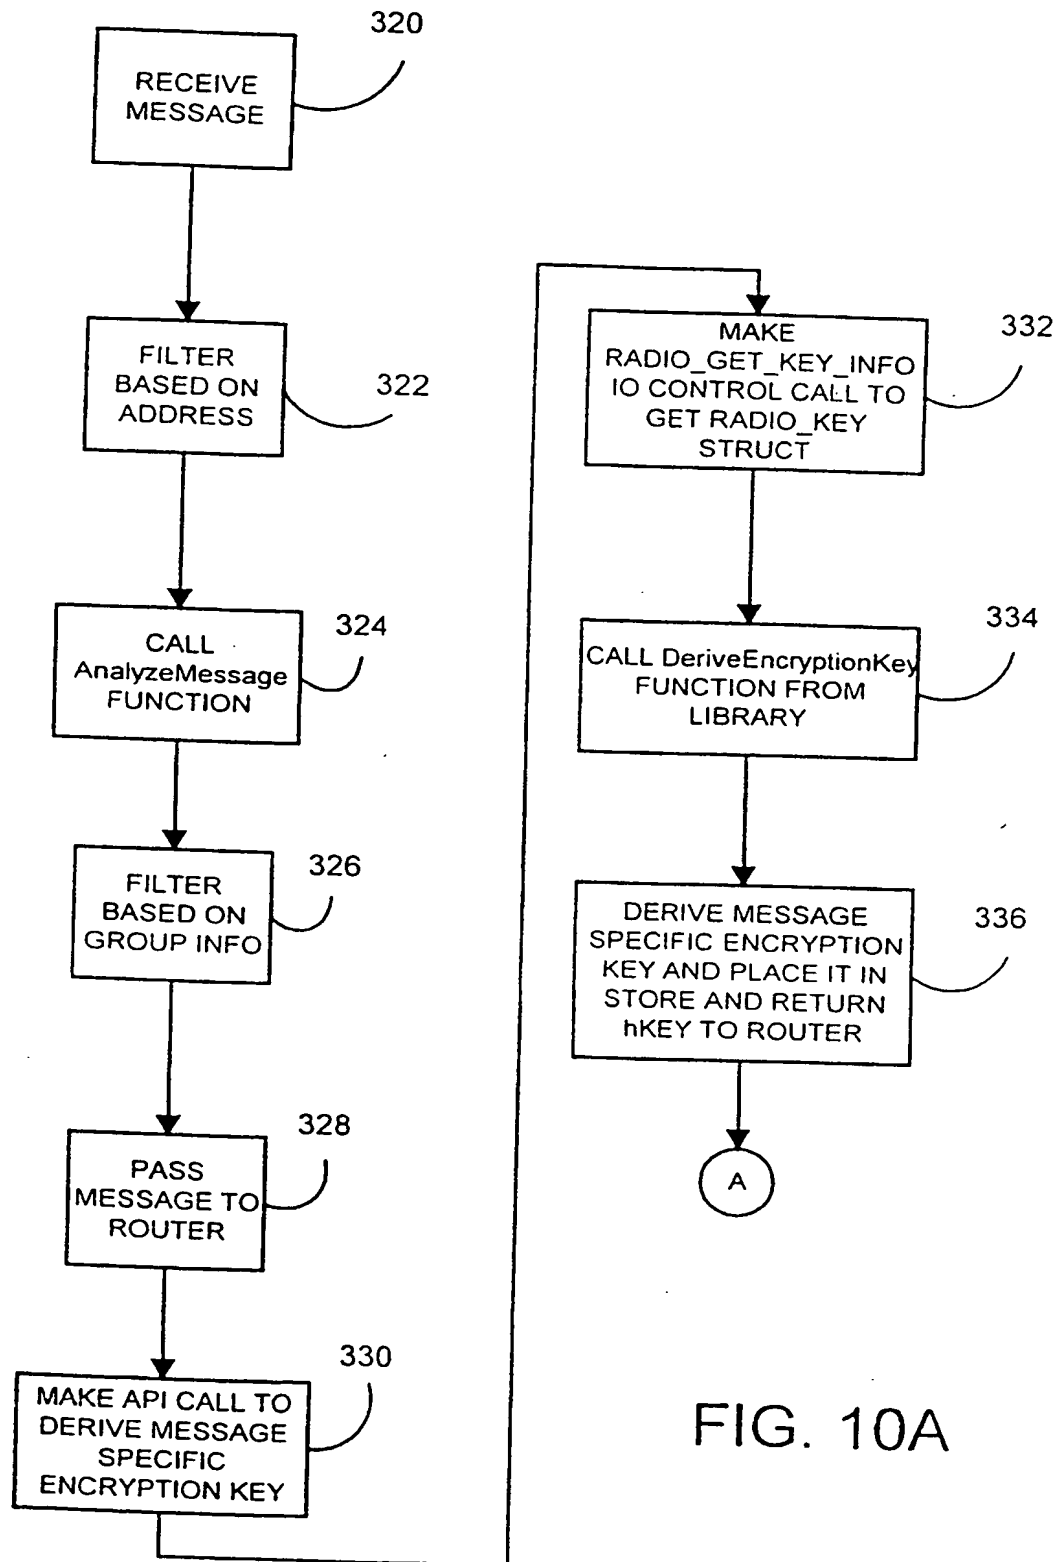 320
RECEIVE
MESSAGE
FILTER
BASED ON
ADDRESS
322
CALL
AnalyzeMessage
FUNCTION
324
FILTER
BASED ON
GROUP INFO
326
PASS
MESSAGE TO
ROUTER
328
MAKE API CALL TO
DERIVE MESSAGE
SPECIFIC
ENCRYPTION KEY
330
MAKE
RADIO_GET_KEY_INFO
IO CONTROL CALL TO
GET RADIO_KEY
STRUCT
332
CALL DeriveEncryptionKey
FUNCTION FROM
LIBRARY
334
DERIVE MESSAGE
SPECIFIC ENCRYPTION
KEY AND PLACE IT IN
STORE AND RETURN
hKEY TO ROUTER
336
A
FIG. 10A